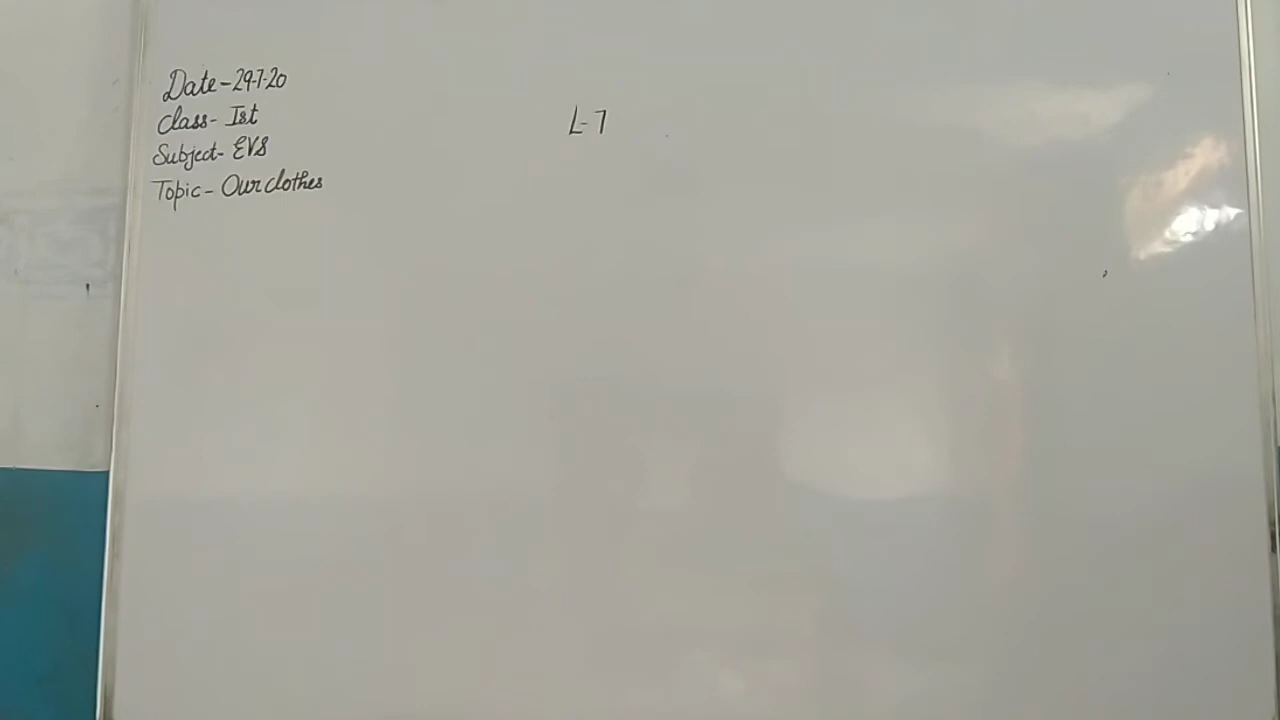 Date-29-7-20
Class- Ist
Subject- EVS
Topic- Our clothes
L-7